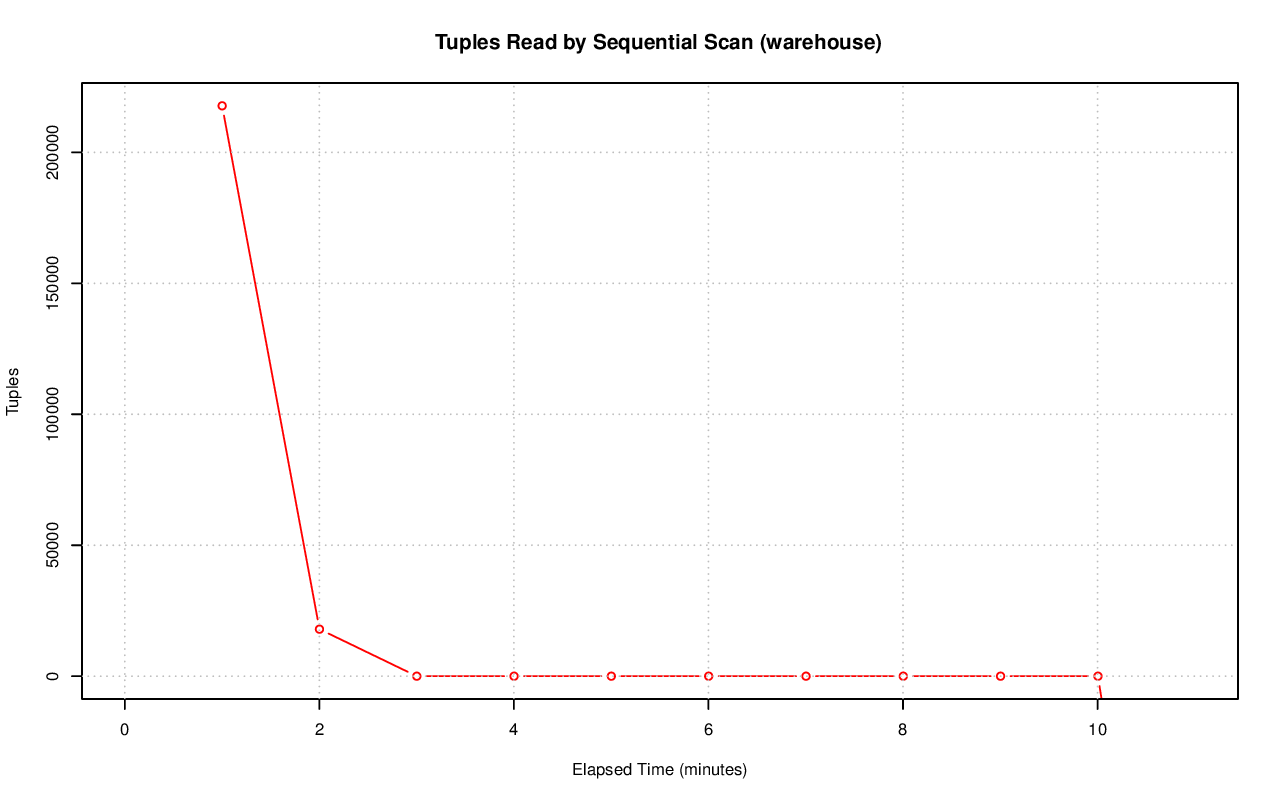 Tuples Read by Sequential Scan (warehouse)
Tuples
200000
150000
100000
50000
0
0 2 4 6 8 10
Elapsed Time (minutes)